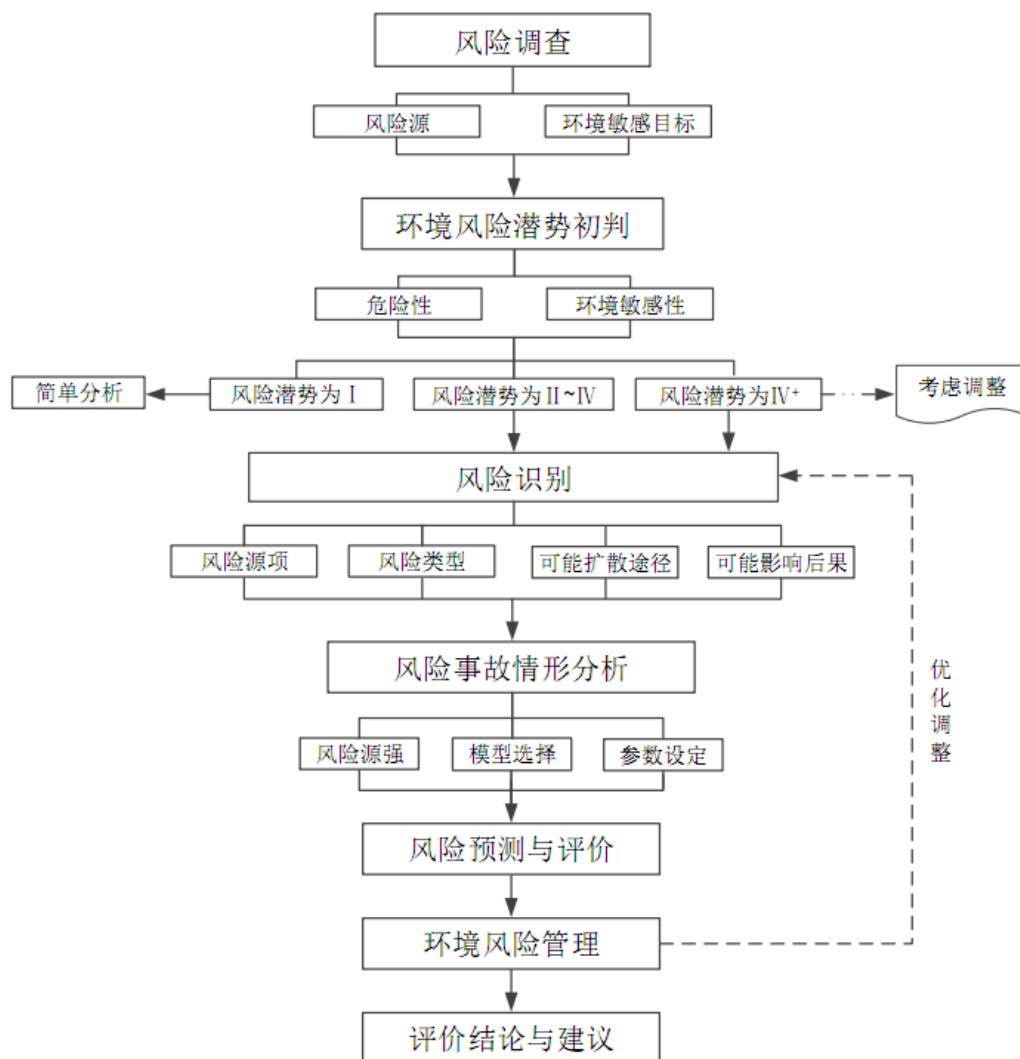 风险调查
风险源
环境敏感目标
环境风险潜势初判
危险性
环境敏感性
简单分析
风险潜势为Ⅰ
风险潜势为Ⅱ~Ⅳ
风险潜势为Ⅳ+
考虑调整
风险识别
风险源项
风险类型
可能扩散途径
可能影响后果
风险事故情形分析
优化调整
风险源强
模型选择
参数设定
风险预测与评价
环境风险管理
评价结论与建议